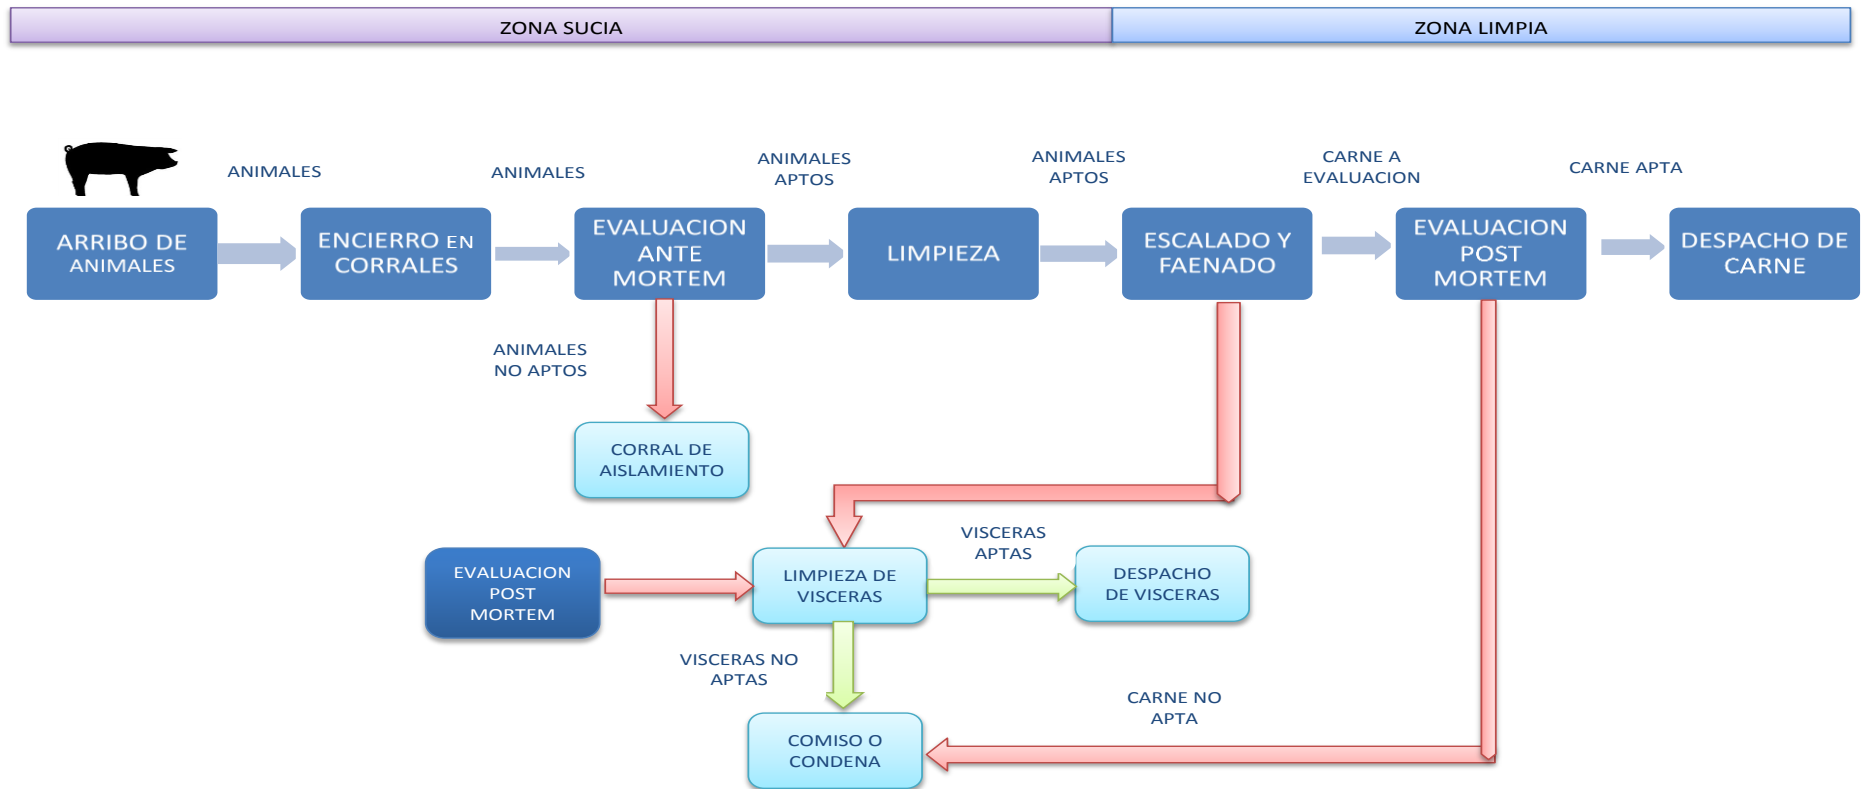 ZONA SUCIA
ZONA LIMPIA
ANIMALES
ANIMALES
ANIMALES
APTOS
ANIMALES
APTOS
CARNE A
EVALUACION
CARNE APTA
ARRIBO DE
ANIMALES
ENCIERRO EN
CORRALES
EVALUACION
ANTE
MORTEM
LIMPIEZA
ESCALADO Y
FAENADO
EVALUACION
POST
MORTEM
DESPACHO DE
CARNE
ANIMALES
NO APTOS
CORRAL DE
AISLAMIENTO
VISCERAS
APTAS
EVALUACION
POST
MORTEM
LIMPIEZA DE
VISCERAS
DESPACHO
DE VISCERAS
VISCERAS NO
APTAS
CARNE NO
APTA
COMISO O
CONDENA